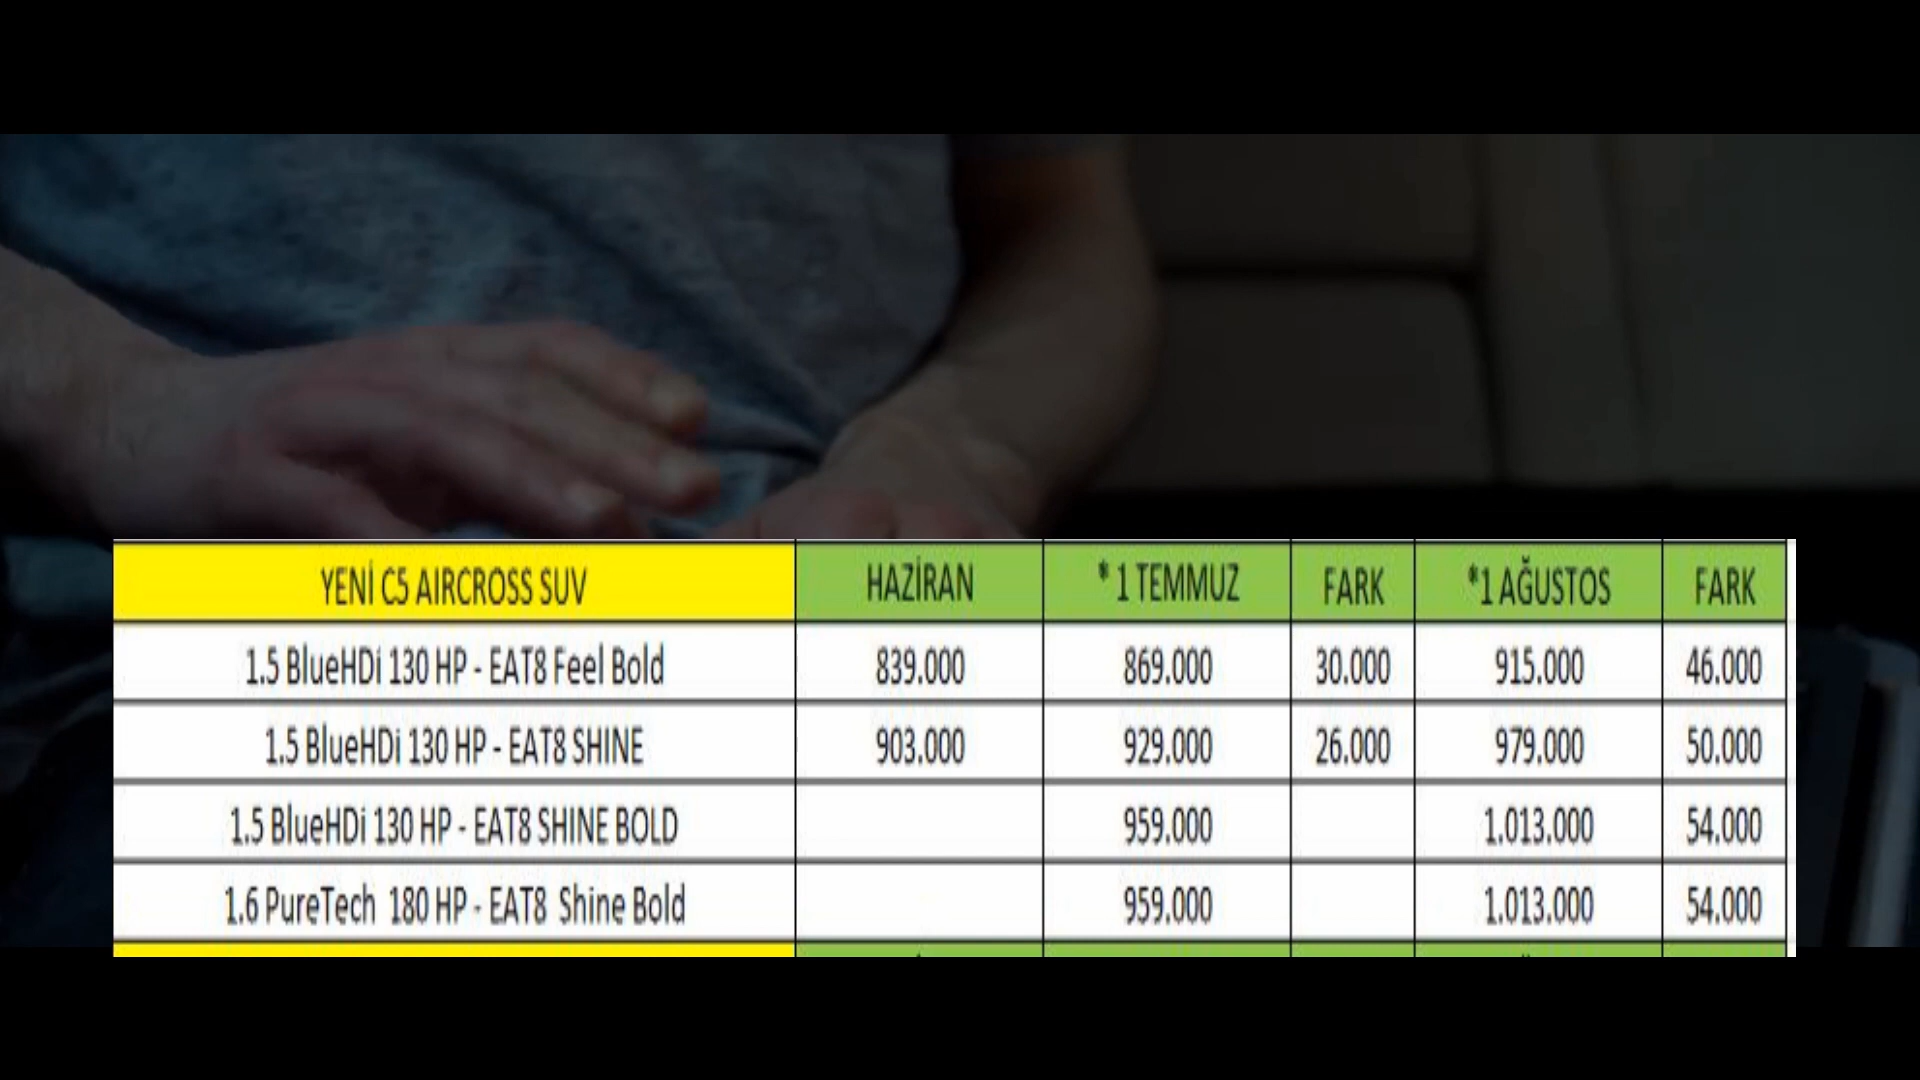 YENİ C5 AIRCROSS SUV HAZİRAN * 1 TEMMUZ FARK *1 AĞUSTOS FARK
1.5 BlueHDi 130 HP - EAT8 Feel Bold 839.000 869.000 30.000 915.000 46.000
1.5 BlueHDi 130 HP - EAT8 SHINE 903.000 929.000 26.000 979.000 50.000
1.5 BlueHDi 130 HP - EAT8 SHINE BOLD 959.000 1.013.000 54.000
1.6 PureTech 180 HP - EAT8 Shine Bold 959.000 1.013.000 54.000